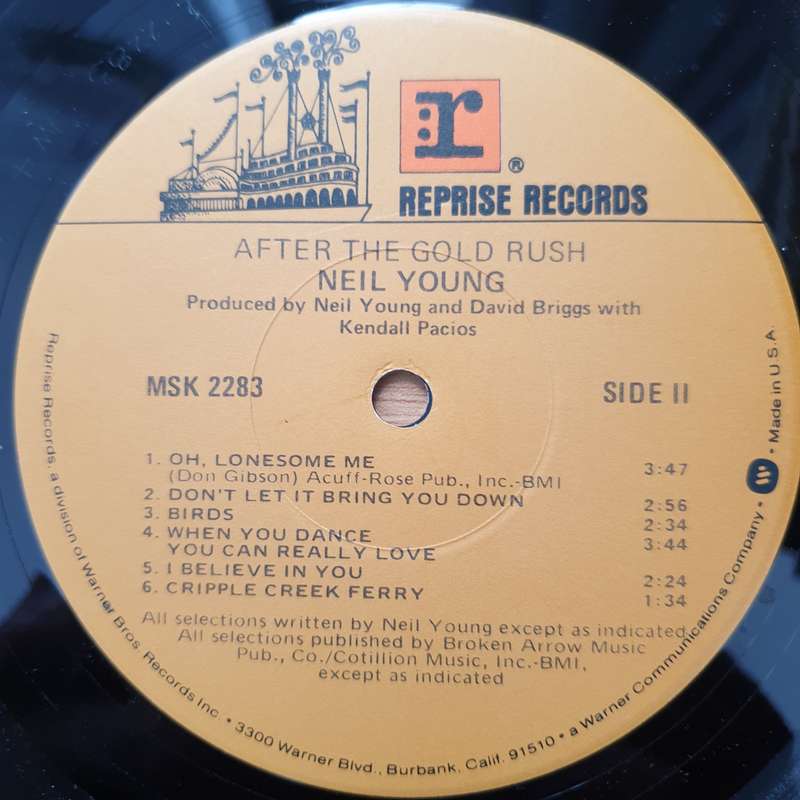 r®
REPRISE RECORDS
AFTER THE GOLD RUSH
NEIL YOUNG
Produced by Neil Young and David Briggs with
Kendall Pacios
MSK 2283 SIDE II
1. OH, LONESOME ME 3:47
(Don Gibson) Acuff-Rose Pub., Inc.-BMI
2. DON'T LET IT BRING YOU DOWN 2:56
3. BIRDS 2:34
4. WHEN YOU DANCE 3:44
YOU CAN REALLY LOVE
5. I BELIEVE IN YOU 2:24
6. CRIPPLE CREEK FERRY 1:34
All selections written by Neil Young except as indicated
All selections published by Broken Arrow Music
Pub., Co./Cotillion Music, Inc.-BMI,
except as indicated
Reprise Records, a division of Warner Bros. Records Inc. • 3300 Warner Blvd., Burbank, Calif. 91510 • a Warner Communications Company • W • Made in U.S.A.